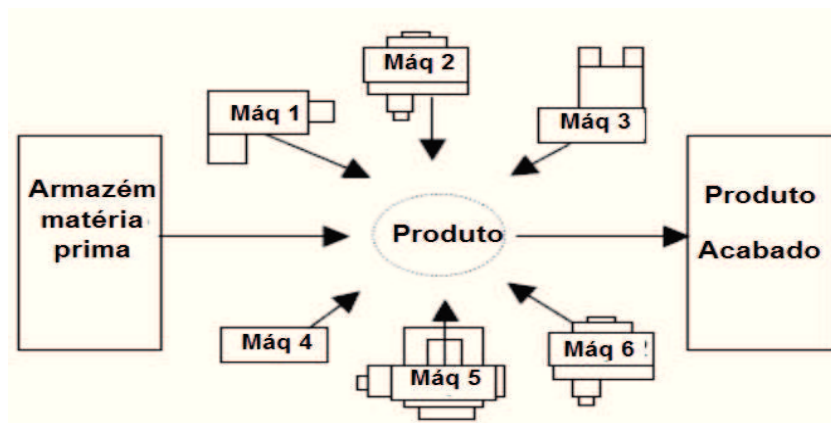 Máq 2
Máq 1
Máq 3
Armazém
matéria
prima
Produto
Produto
Acabado
Máq 4
Máq 5
Máq 6